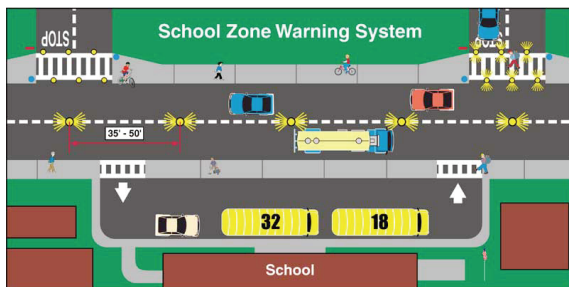 School Zone Warning System
STOP
STOP
35' - 50'
32
18
School